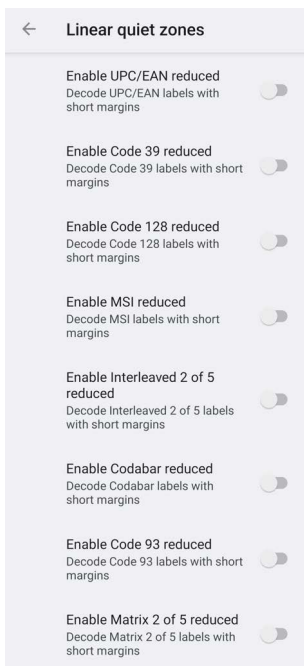 Linear quiet zones
Enable UPC/EAN reduced
Decode UPC/EAN labels with
short margins
Enable Code 39 reduced
Decode Code 39 labels with short
margins
Enable Code 128 reduced
Decode Code 128 labels with
short margins
Enable MSI reduced
Decode MSI labels with short
margins
Enable Interleaved 2 of 5
reduced
Decode Interleaved 2 of 5 labels
with short margins
Enable Codabar reduced
Decode Codabar labels with
short margins
Enable Code 93 reduced
Decode Code 93 labels with short
margins
Enable Matrix 2 of 5 reduced
Decode Matrix 2 of 5 labels with
short margins